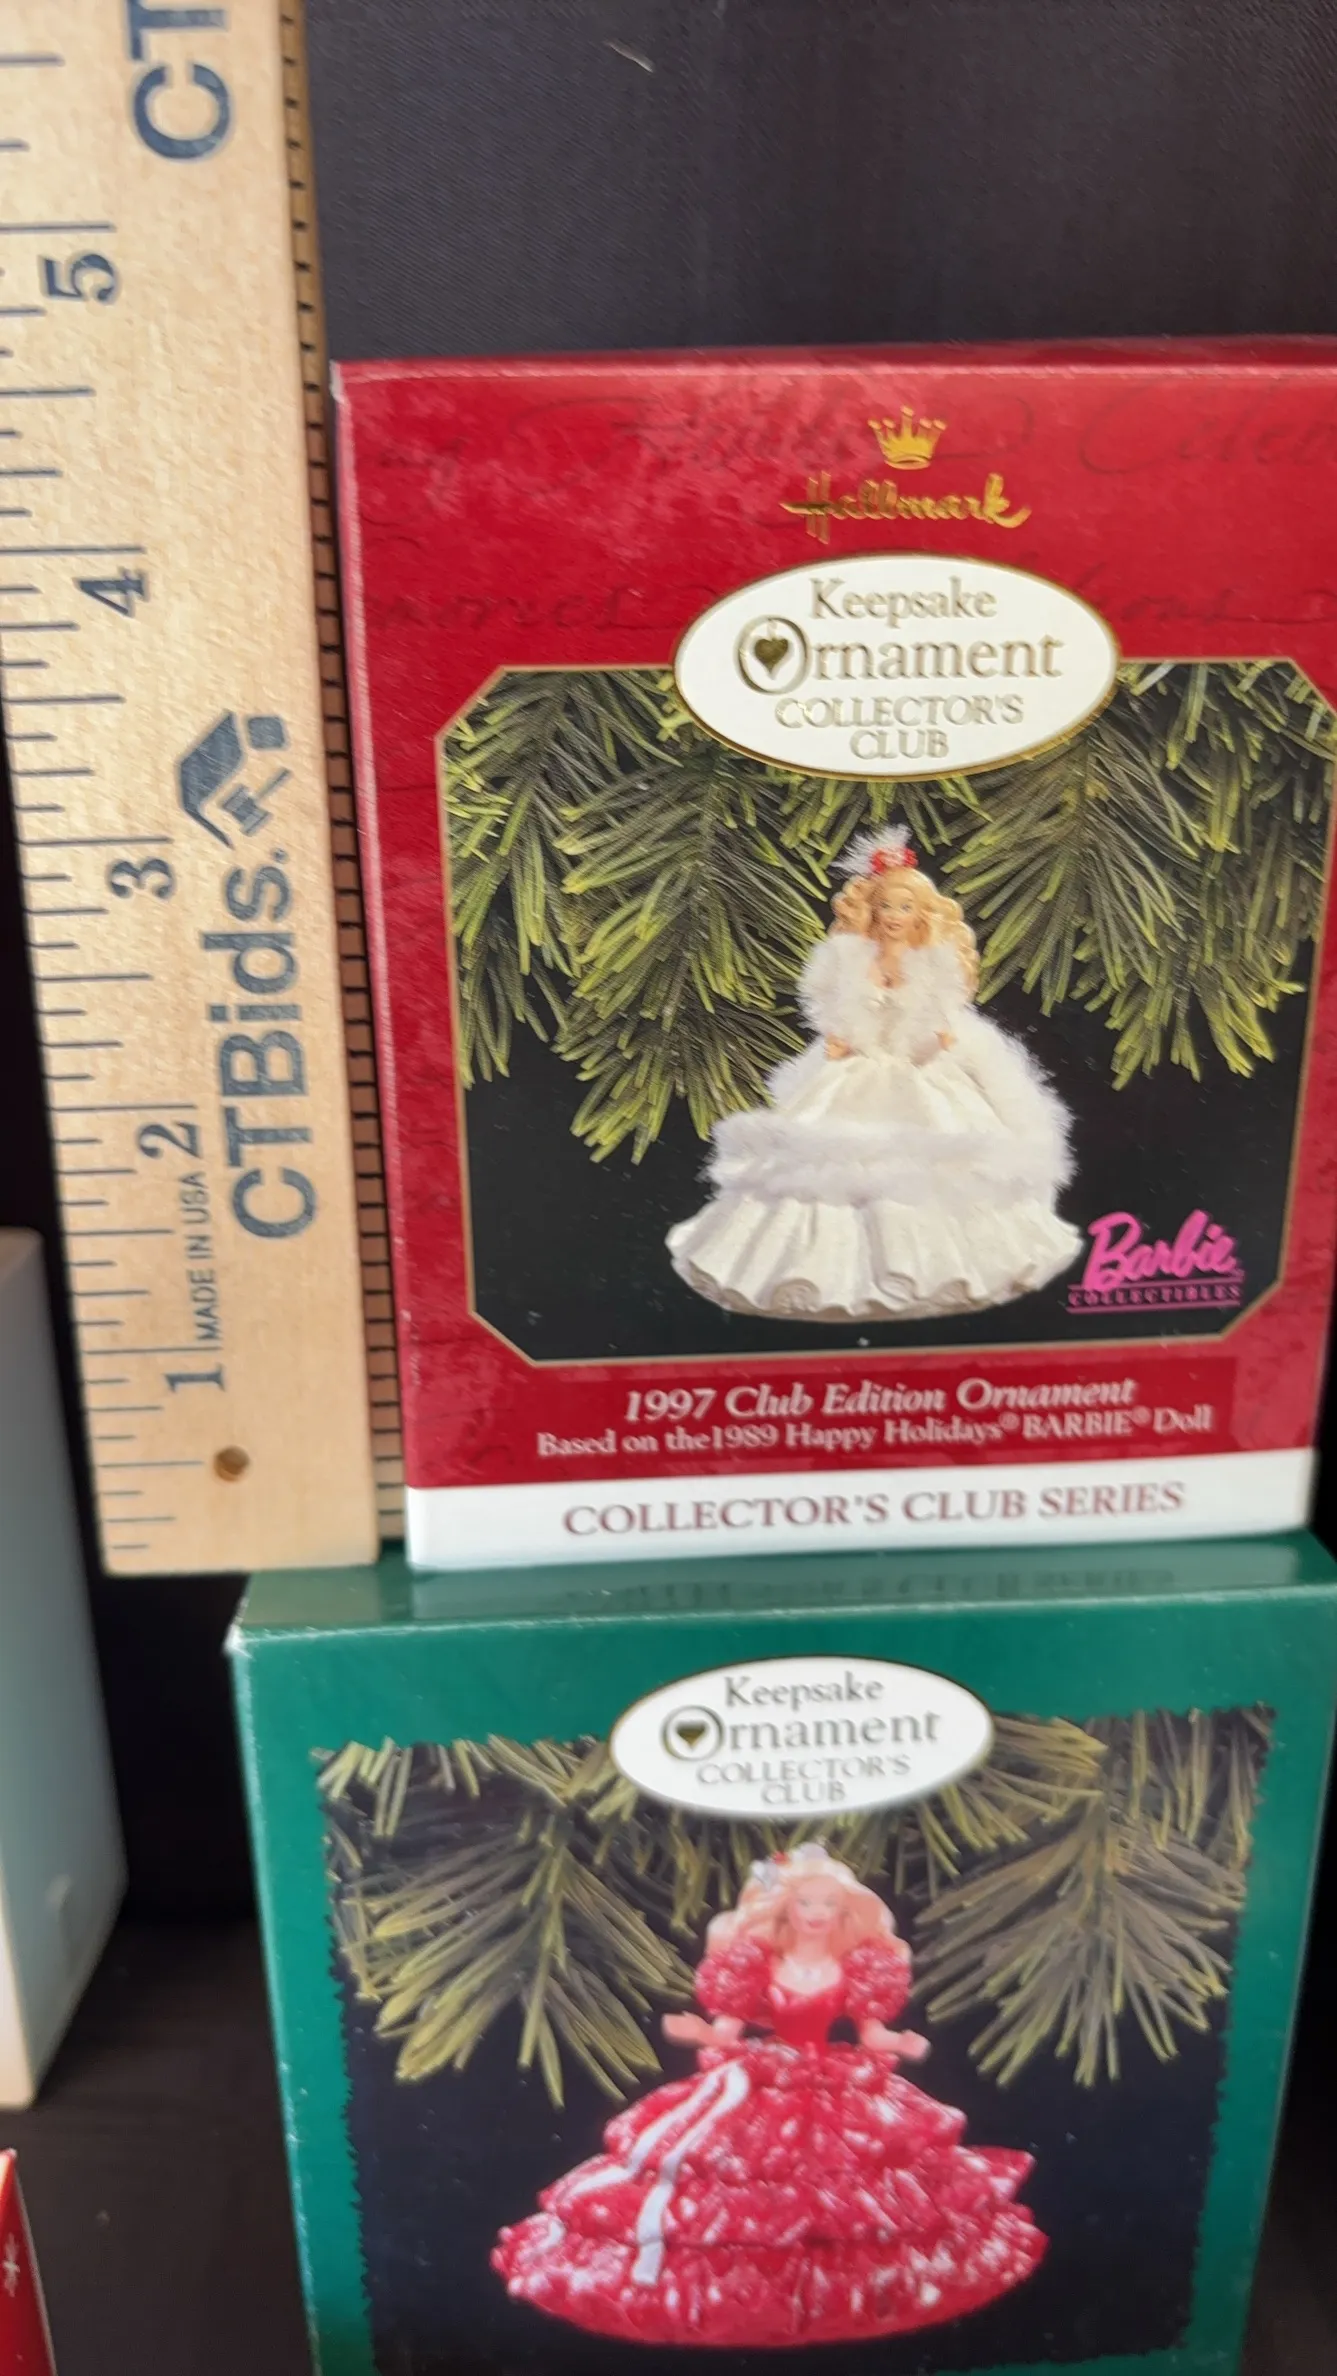 CT
5
4
3
2
1
MADE IN USA
CTBids.
Hallmark
Keepsake
Ornament
COLLECTOR'S
CLUB
Barbie
COLLECTIBLES
1997 Club Edition Ornament
Based on the1989 Happy Holidays® BARBIE® Doll
COLLECTOR'S CLUB SERIES
Keepsake
Ornament
COLLECTOR'S
CLUB